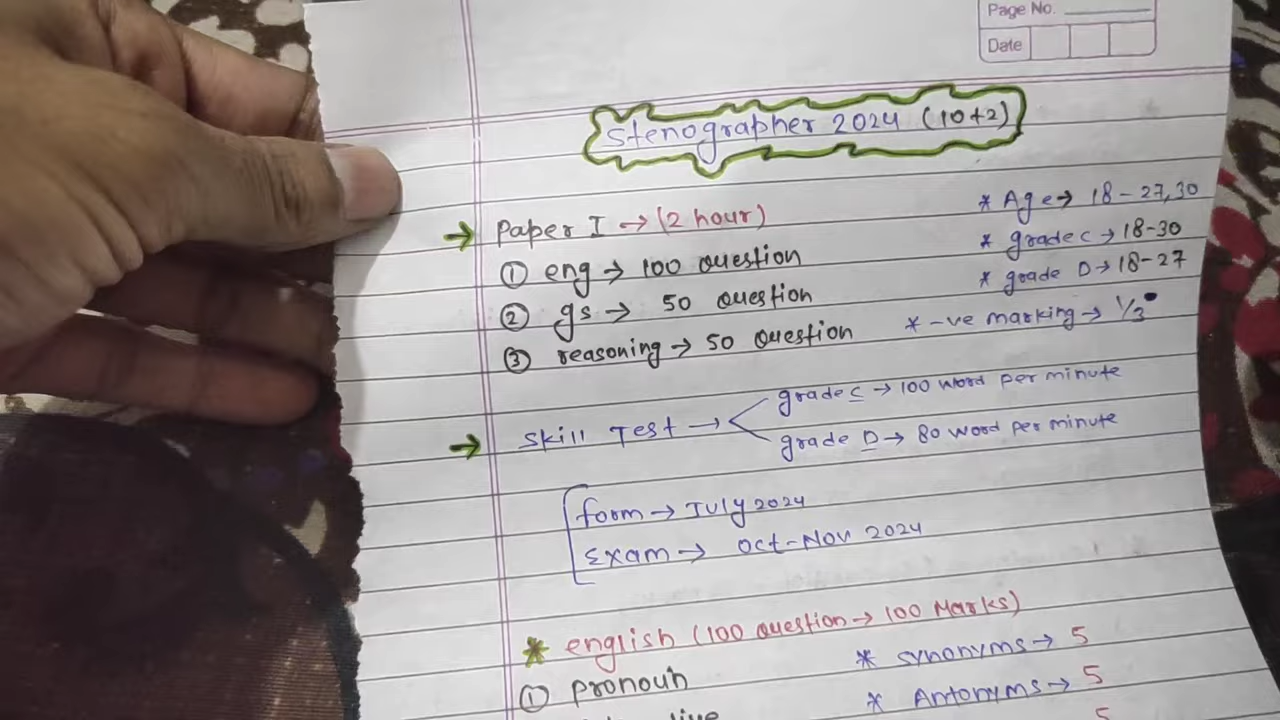 Page No.
Date
Stenographer 2024 (10+2)
→ Paper I → (2 hour)
① eng → 100 question
② gs → 50 question
③ reasoning → 50 question
* Age → 18-27,30
* grade C → 18-30
* grade D → 18-27
* -ve marking → 1/3
→ Skill Test → grade C → 100 word per minute
grade D → 80 word per minute
form → July 2024
Exam → Oct-Nov 2024
* english (100 question → 100 Marks)
① pronoun
* synonyms → 5
* Antonyms → 5
5